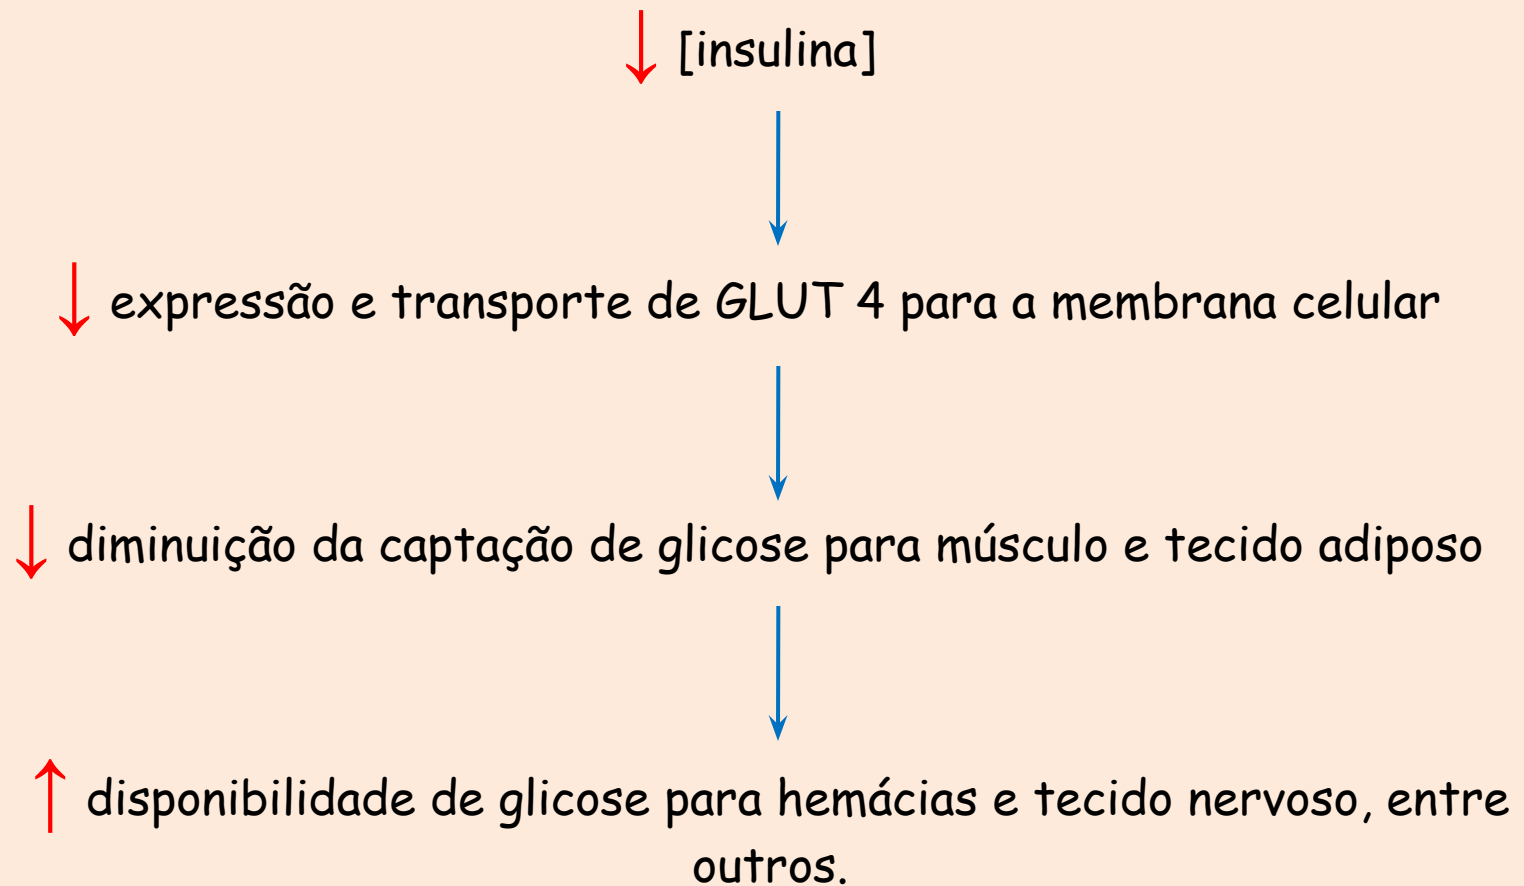 ↓ [insulina]
↓ expressão e transporte de GLUT 4 para a membrana celular
↓ diminuição da captação de glicose para músculo e tecido adiposo
↑ disponibilidade de glicose para hemácias e tecido nervoso, entre
outros.